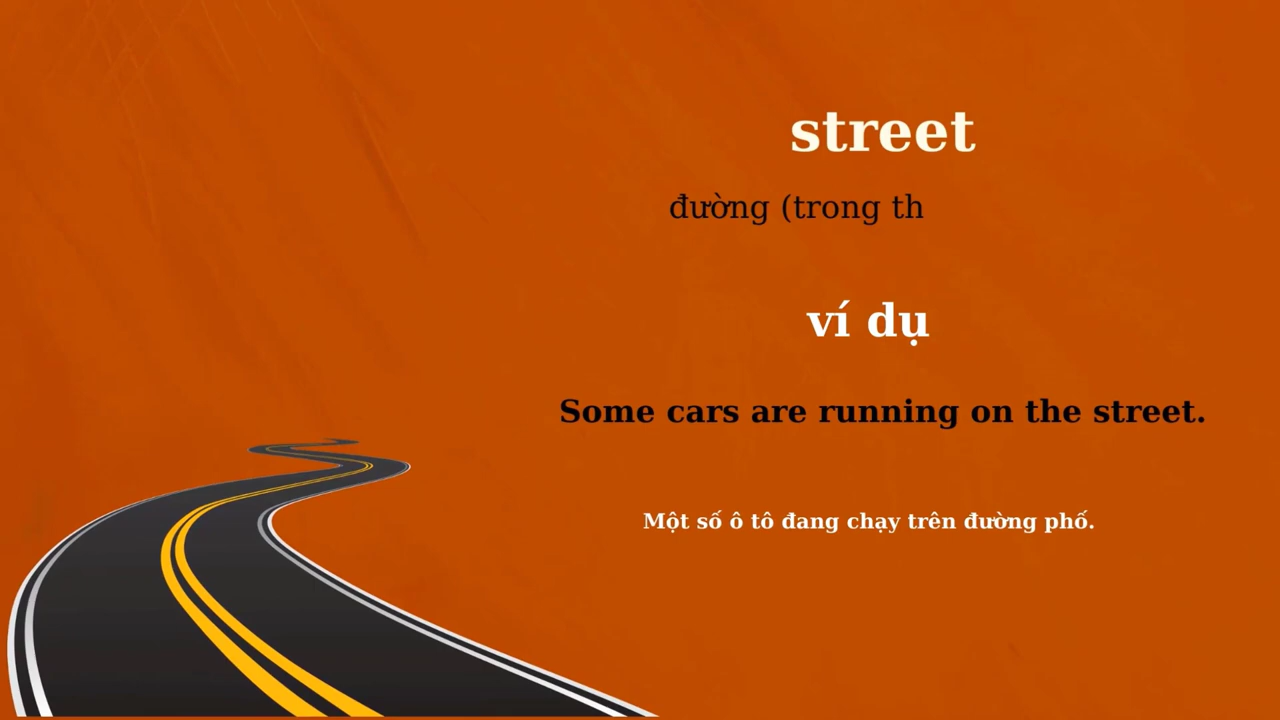 street
đường (trong th
ví dụ
Some cars are running on the street.
Một số ô tô đang chạy trên đường phố.